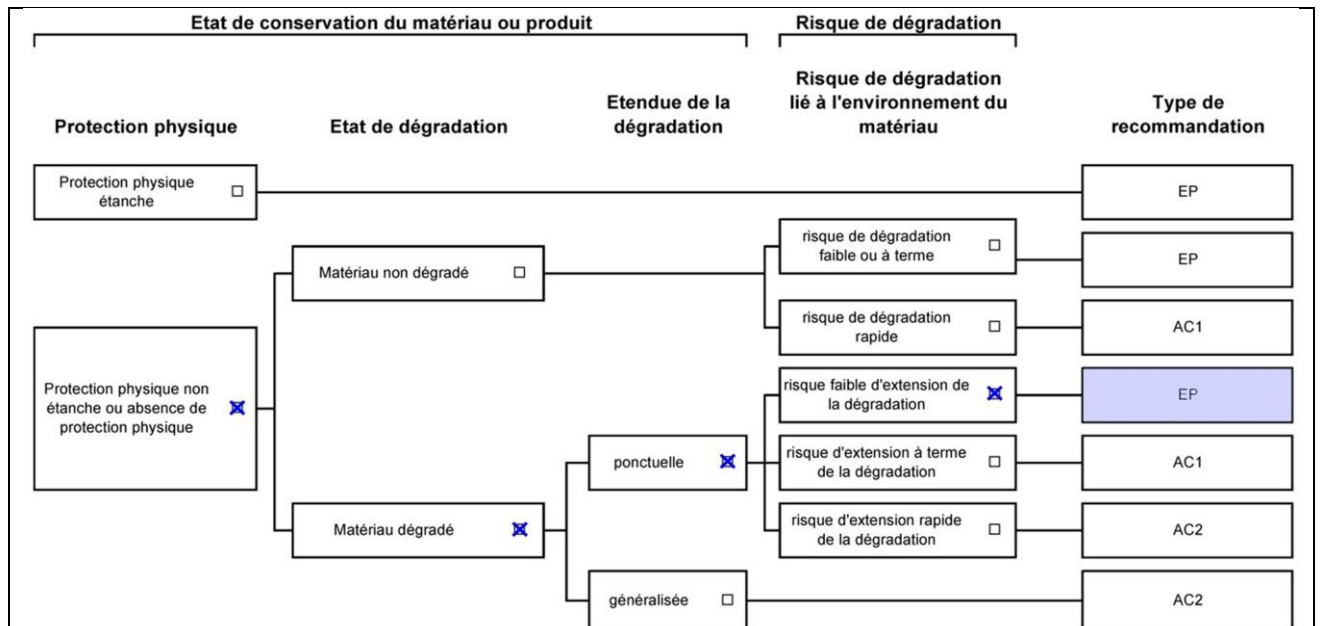 Etat de conservation du matériau ou produit
Risque de dégradation
Protection physique
Etat de dégradation
Etendue de la
dégradation
Risque de dégradation
lié à l'environnement du
matériau
Type de
recommandation
Protection physique
étanche
EP
Matériau non dégradé
risque de dégradation
faible ou à terme
EP
risque de dégradation
rapide
AC1
Protection physique non
étanche ou absence de
protection physique
Matériau dégradé
ponctuelle
risque faible d'extension de
la dégradation
EP
risque d'extension à terme
de la dégradation
AC1
risque d'extension rapide
de la dégradation
AC2
généralisée
AC2